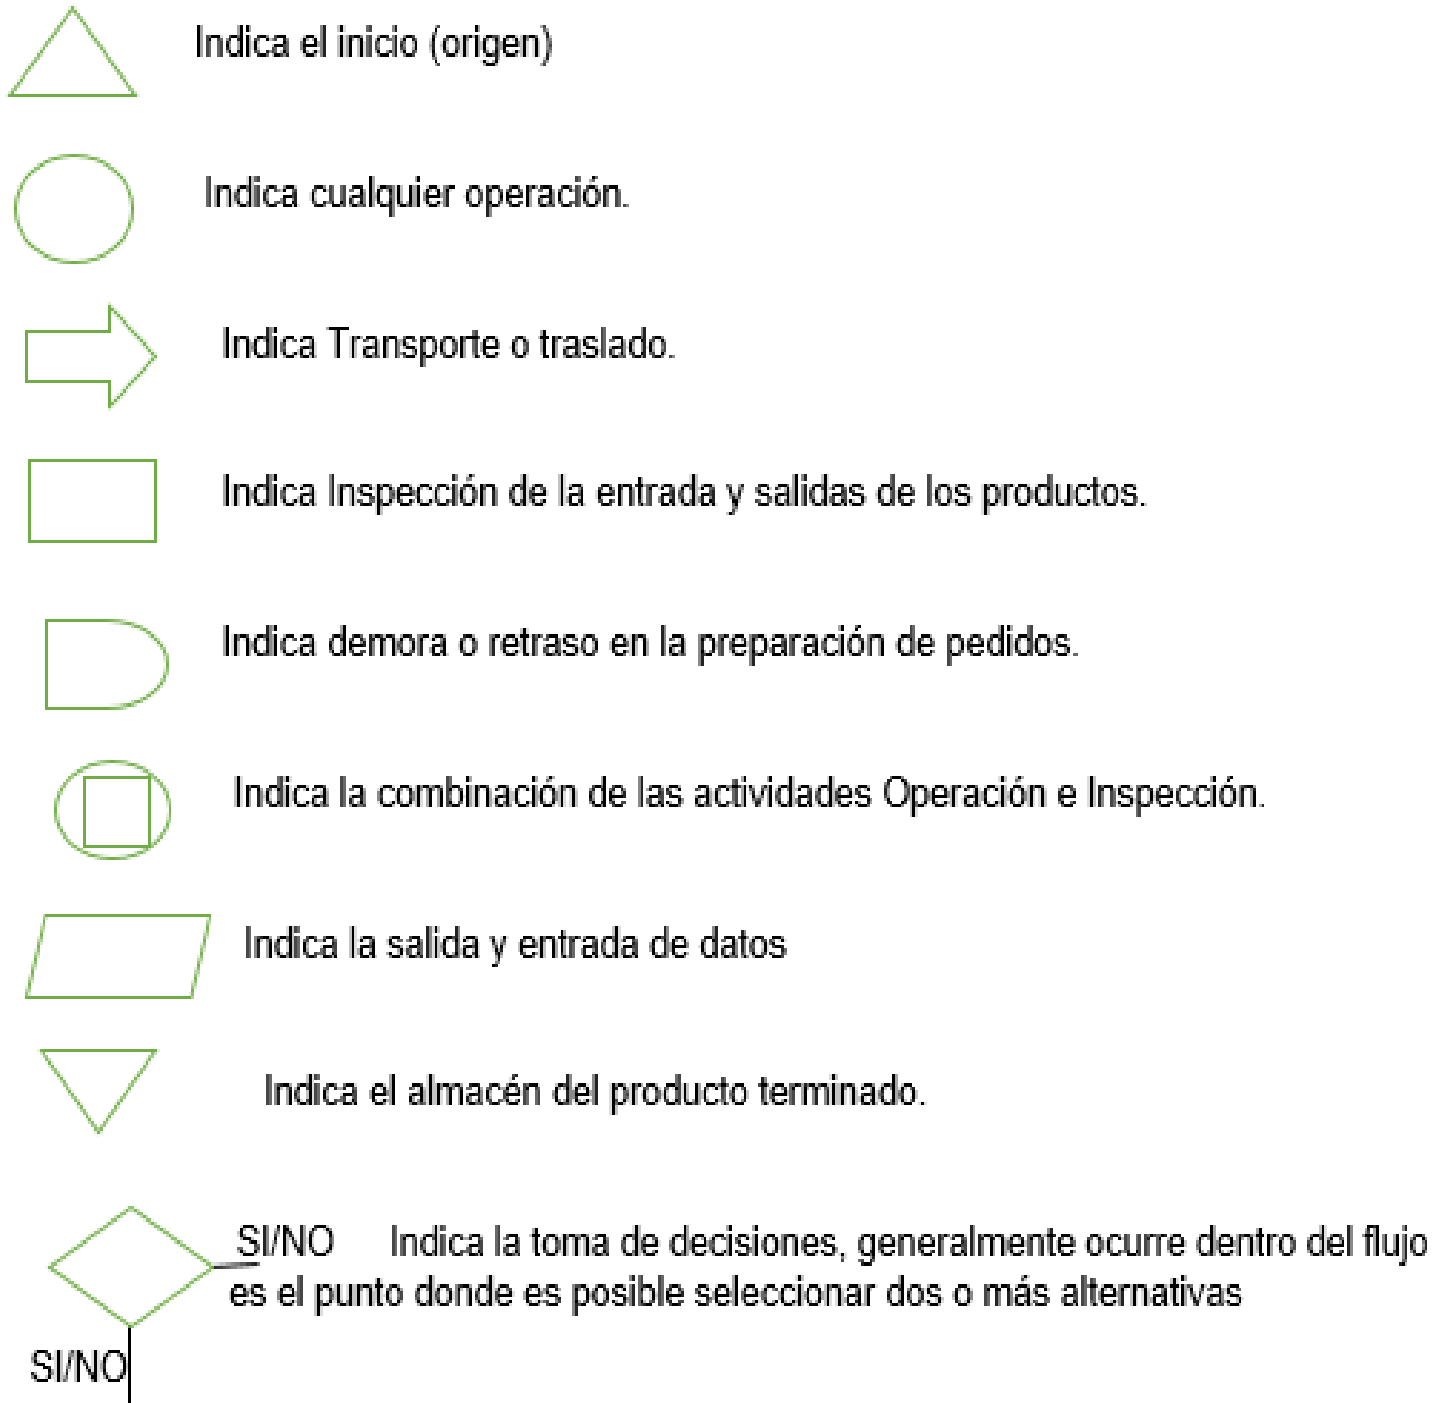 Indica el inicio (origen)
Indica cualquier operación.
Indica Transporte o traslado.
Indica Inspección de la entrada y salidas de los productos.
Indica demora o retraso en la preparación de pedidos.
Indica la combinación de las actividades Operación e Inspección.
Indica la salida y entrada de datos
Indica el almacén del producto terminado.
SI/NO Indica la toma de decisiones, generalmente ocurre dentro del flujo
es el punto donde es posible seleccionar dos o más alternativas
SI/NO